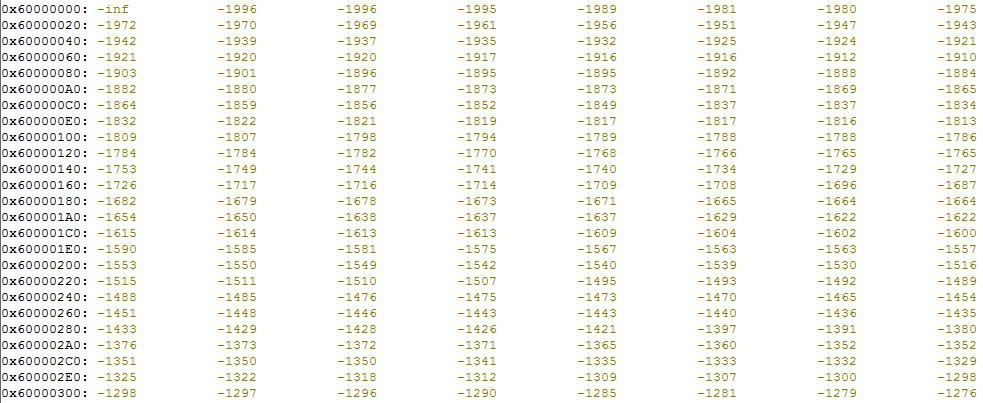 0x60000000: -inf -1996 -1996 -1995 -1989 -1981 -1980 -1975
0x60000020: -1972 -1970 -1969 -1961 -1956 -1951 -1947 -1943
0x60000040: -1942 -1939 -1937 -1935 -1932 -1925 -1924 -1921
0x60000060: -1921 -1920 -1920 -1917 -1916 -1916 -1912 -1910
0x60000080: -1903 -1901 -1896 -1895 -1895 -1892 -1888 -1884
0x600000A0: -1882 -1880 -1877 -1873 -1873 -1871 -1869 -1865
0x600000C0: -1864 -1859 -1856 -1852 -1849 -1837 -1837 -1834
0x600000E0: -1832 -1822 -1821 -1819 -1817 -1817 -1816 -1813
0x60000100: -1809 -1807 -1798 -1794 -1789 -1788 -1788 -1786
0x60000120: -1784 -1784 -1782 -1770 -1768 -1766 -1765 -1765
0x60000140: -1753 -1749 -1744 -1741 -1740 -1734 -1729 -1727
0x60000160: -1726 -1717 -1716 -1714 -1709 -1708 -1696 -1687
0x60000180: -1682 -1679 -1678 -1673 -1671 -1665 -1664 -1664
0x600001A0: -1654 -1650 -1638 -1637 -1637 -1629 -1622 -1622
0x600001C0: -1615 -1614 -1613 -1613 -1609 -1604 -1602 -1600
0x600001E0: -1590 -1585 -1581 -1575 -1567 -1563 -1563 -1557
0x60000200: -1553 -1550 -1549 -1542 -1540 -1539 -1530 -1516
0x60000220: -1515 -1511 -1510 -1507 -1495 -1493 -1492 -1489
0x60000240: -1488 -1485 -1476 -1475 -1473 -1470 -1465 -1454
0x60000260: -1451 -1448 -1446 -1443 -1443 -1440 -1436 -1435
0x60000280: -1433 -1429 -1428 -1426 -1421 -1397 -1391 -1380
0x600002A0: -1376 -1373 -1372 -1371 -1365 -1360 -1352 -1352
0x600002C0: -1351 -1350 -1350 -1341 -1335 -1333 -1332 -1329
0x600002E0: -1325 -1322 -1318 -1312 -1309 -1307 -1300 -1298
0x60000300: -1298 -1297 -1296 -1290 -1285 -1281 -1279 -1276